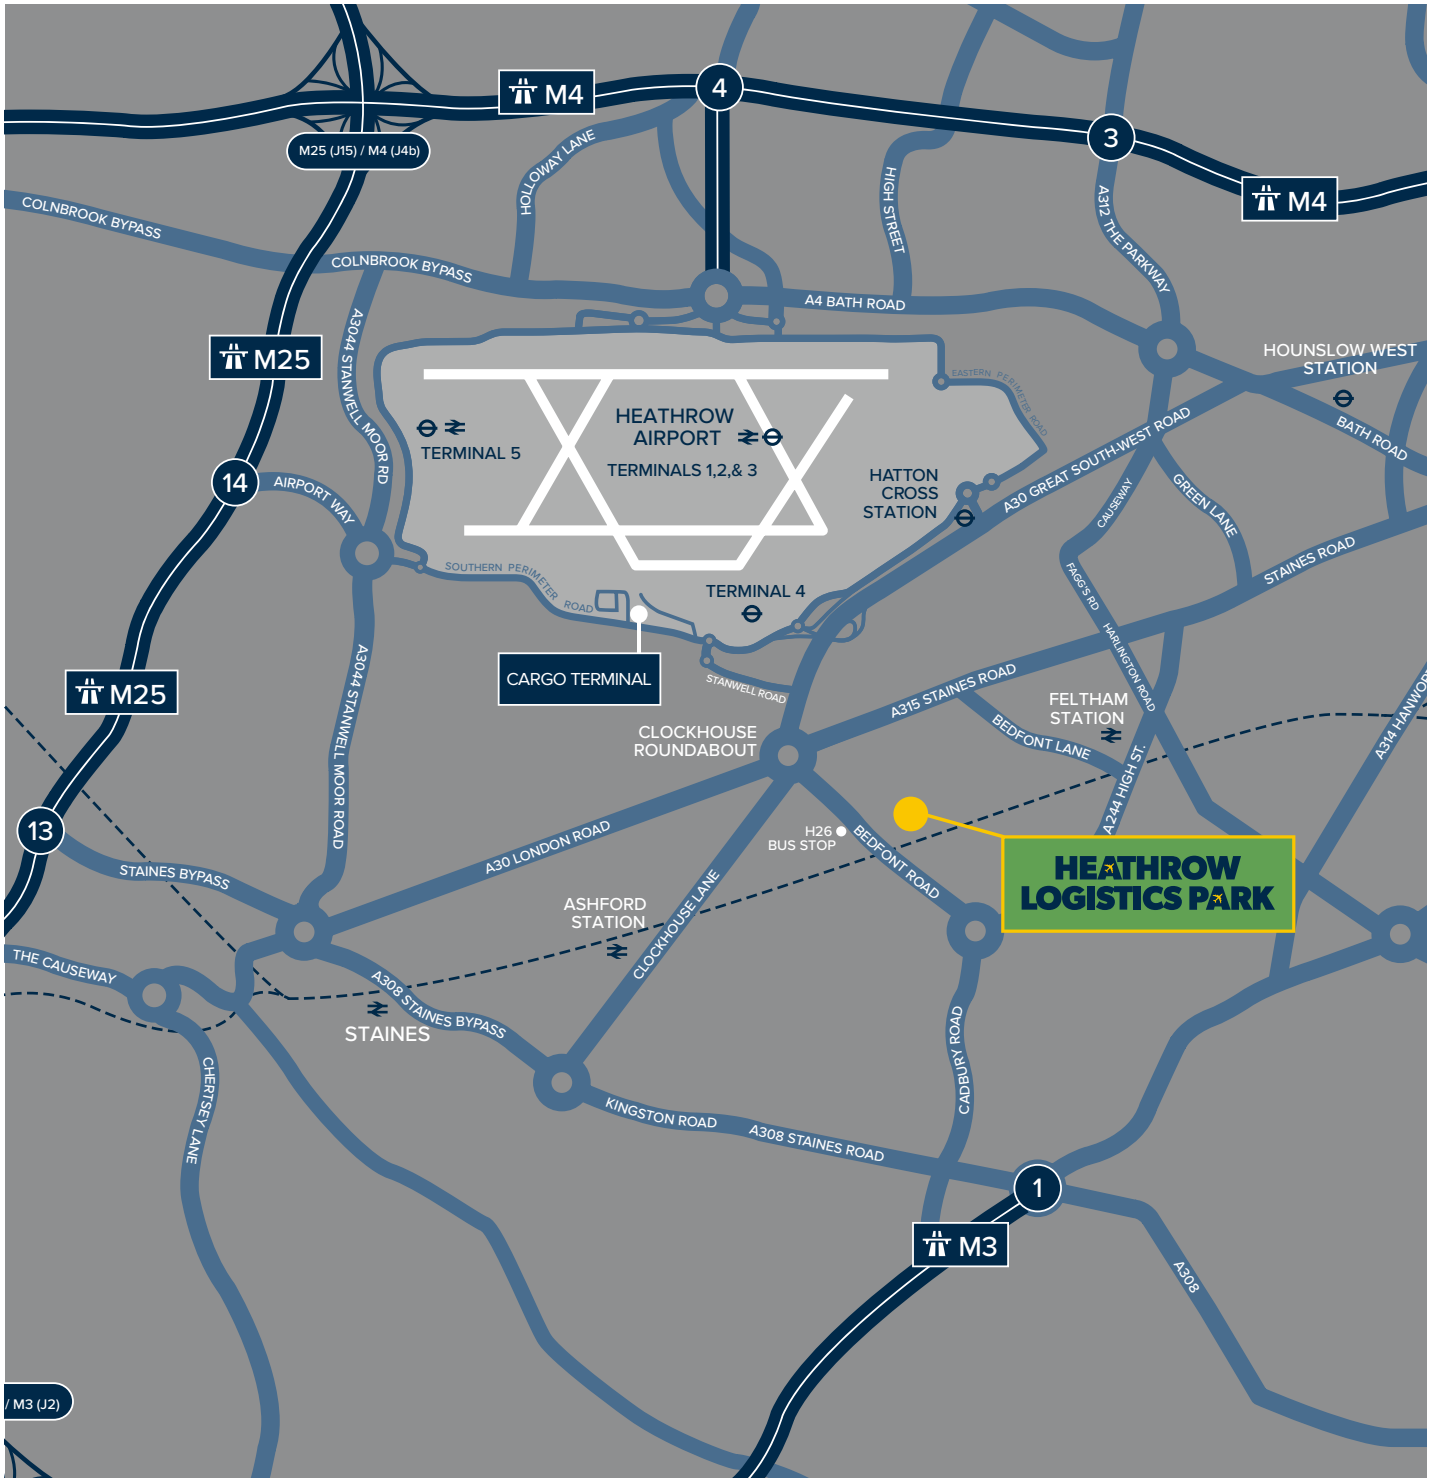 M4
4
M25 (J15) / M4 (J4b)
3
M4
HOLLOWAY LANE
HIGH STREET
A312 THE PARKWAY
COLNBROOK BYPASS
COLNBROOK BYPASS
A4 BATH ROAD
M25
A3044 STANWELL MOOR RD
HOUNSLOW WEST
STATION
EASTERN PERIMETER ROAD
HEATHROW
AIRPORT
TERMINALS 1,2,& 3
TERMINAL 5
BATH ROAD
A30 GREAT SOUTH-WEST ROAD
HATTON
CROSS
STATION
14
AIRPORT WAY
CAUSEWAY
GREEN LANE
STAINES ROAD
SOUTHERN PERIMETER ROAD
TERMINAL 4
FAGG'S RD
HARLINGTON ROAD
CARGO TERMINAL
STANWELL ROAD
A3044 STANWELL MOOR ROAD
M25
A315 STAINES ROAD
FELTHAM
STATION
BEDFONT LANE
A314 HANWOR
CLOCKHOUSE
ROUNDABOUT
A244 HIGH ST.
13
H26
BUS STOP
BEDFONT ROAD
A30 LONDON ROAD
STAINES BYPASS
HEATHROW
LOGISTICS PARK
ASHFORD
STATION
CLOCKHOUSE LANE
THE CAUSEWAY
A308 STAINES BYPASS
STAINES
CADBURY ROAD
CHERTSEY LANE
KINGSTON ROAD
A308 STAINES ROAD
1
M3
A308
/ M3 (J2)